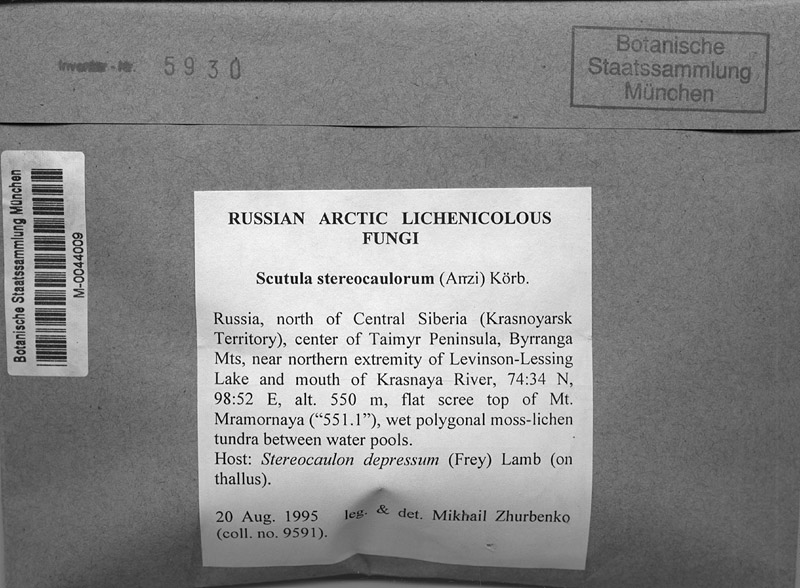 Inventar-Nr. 5930
Botanische
Staatssammlung
München
Botanische Staatssammlung München
M-0044009
RUSSIAN ARCTIC LICHENICOLOUS
FUNGI
Scutula stereocaulorum (Anzi) Körb.
Russia, north of Central Siberia (Krasnoyarsk
Territory), center of Taimyr Peninsula, Byrranga
Mts, near northern extremity of Levinson-Lessing
Lake and mouth of Krasnaya River, 74:34 N,
98:52 E, alt. 550 m, flat scree top of Mt.
Mramornaya (“551.1”), wet polygonal moss-lichen
tundra between water pools.
Host: Stereocaulon depressum (Frey) Lamb (on
thallus).
20 Aug. 1995 leg. & det. Mikhail Zhurbenko
(coll. no. 9591).